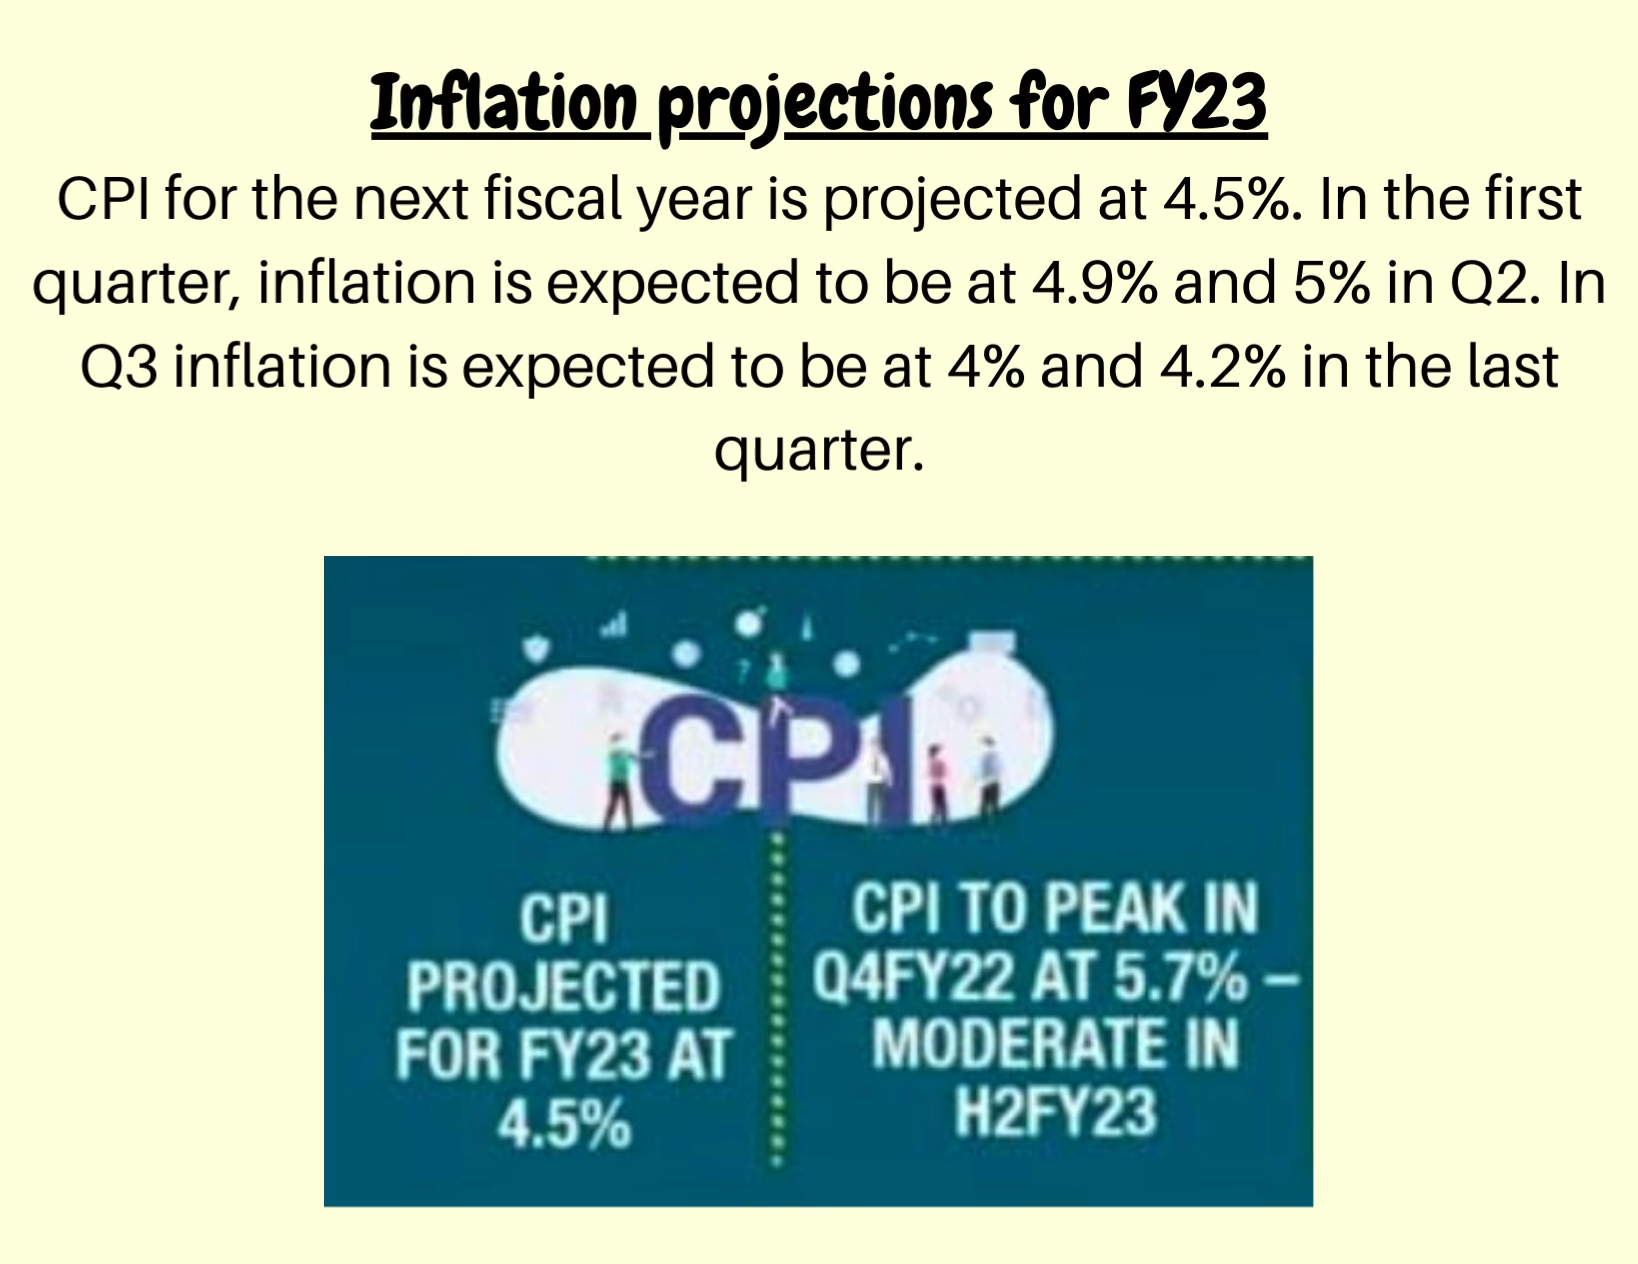 Inflation projections for FY23
CPI for the next fiscal year is projected at 4.5%. In the first
quarter, inflation is expected to be at 4.9% and 5% in Q2. In
Q3 inflation is expected to be at 4% and 4.2% in the last
quarter.
CPI
CPI
PROJECTED
FOR FY23 AT
4.5%
CPI TO PEAK IN
Q4FY22 AT 5.7% –
MODERATE IN
H2FY23